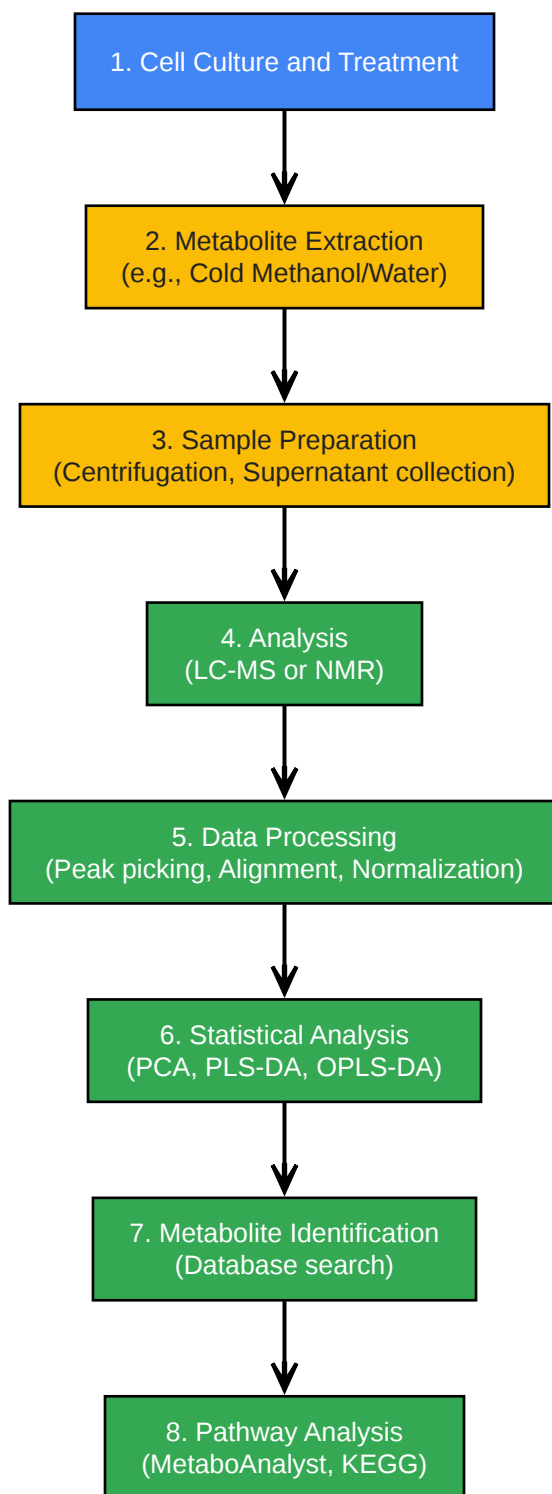 1. Cell Culture and Treatment
2. Metabolite Extraction
(e.g., Cold Methanol/Water)
3. Sample Preparation
(Centrifugation, Supernatant collection)
4. Analysis
(LC-MS or NMR)
5. Data Processing
(Peak picking, Alignment, Normalization)
6. Statistical Analysis
(PCA, PLS-DA, OPLS-DA)
7. Metabolite Identification
(Database search)
8. Pathway Analysis
(MetaboAnalyst, KEGG)